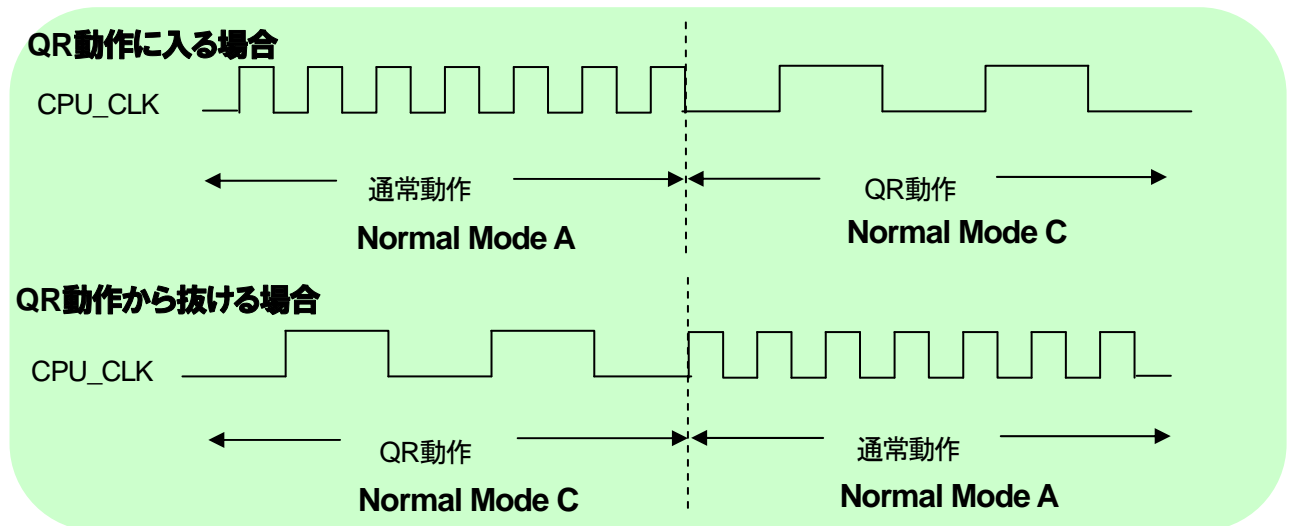 QR動作に入る場合
CPU_CLK
通常動作 QR動作
Normal Mode A Normal Mode C
QR動作から抜ける場合
CPU_CLK
QR動作 通常動作
Normal Mode C Normal Mode A